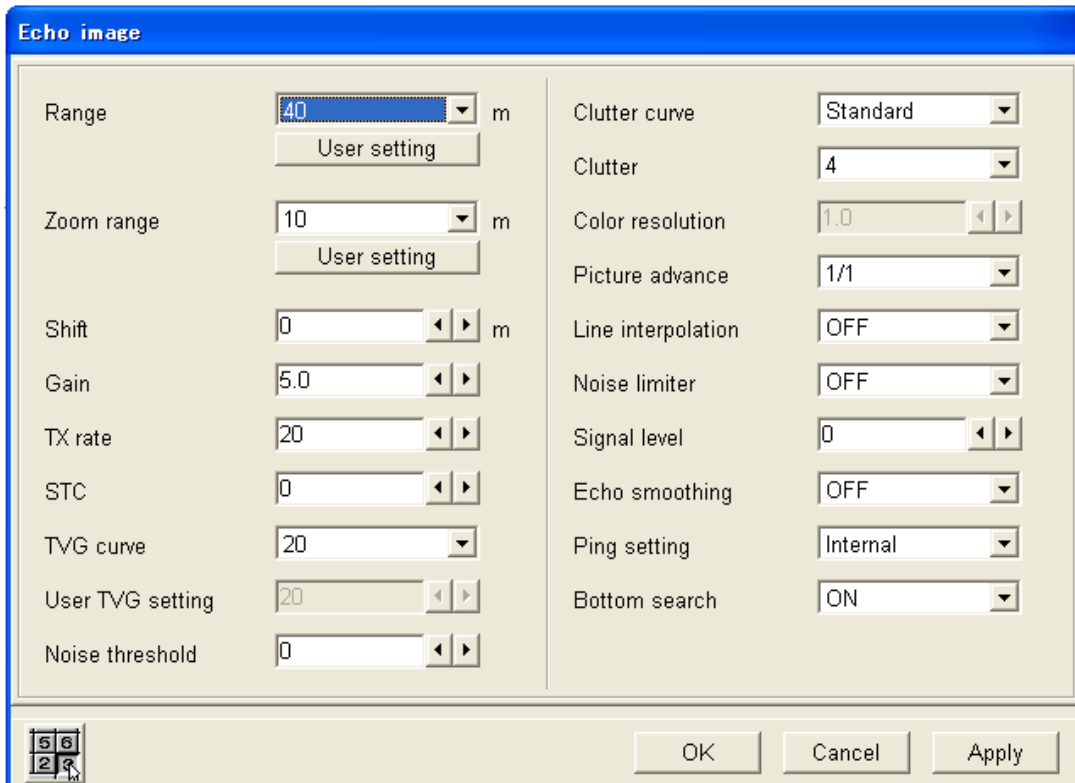 Echo image
Range 40 m
User setting
Zoom range 10 m
User setting
Shift 0 m
Gain 5.0
TX rate 20
STC 0
TVG curve 20
User TVG setting 20
Noise threshold 0
Clutter curve Standard
Clutter 4
Color resolution 1.0
Picture advance 1/1
Line interpolation OFF
Noise limiter OFF
Signal level 0
Echo smoothing OFF
Ping setting Internal
Bottom search ON
5 6
2
OK Cancel Apply